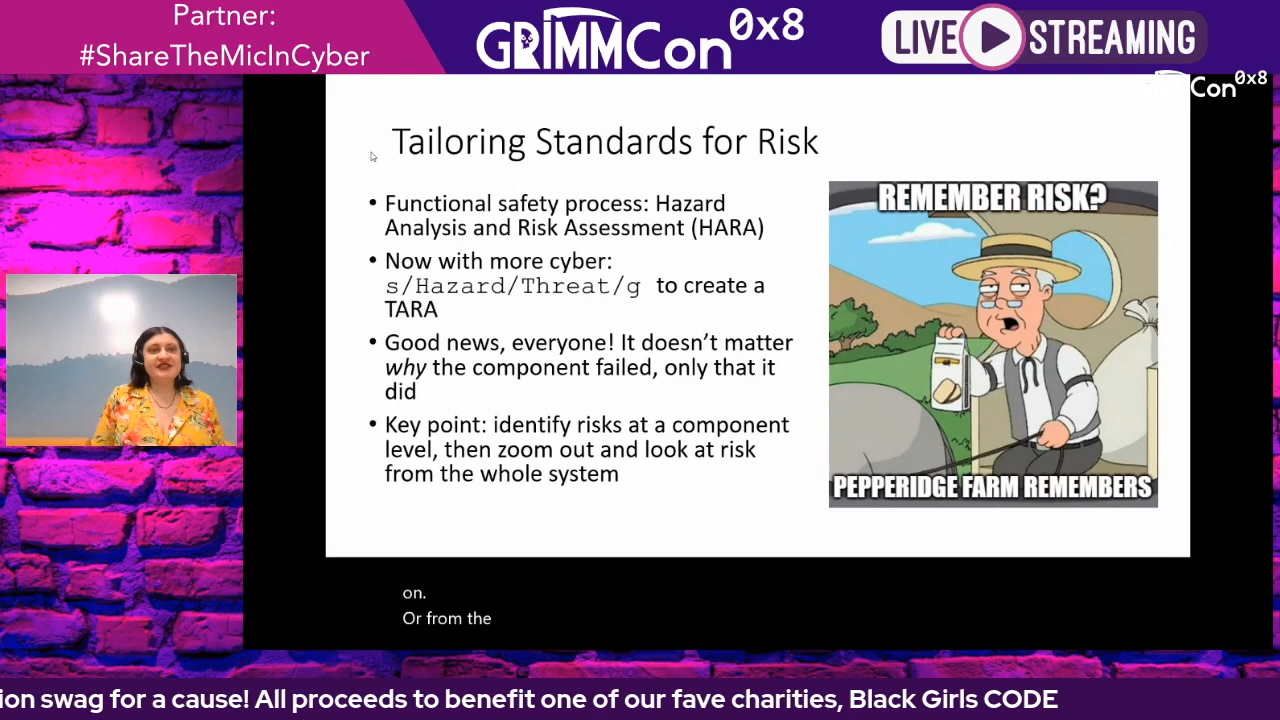 Partner:
#ShareTheMicInCyber
GRIMMCon 0x8
LIVE STREAMING
Con 0x8
Tailoring Standards for Risk
• Functional safety process: Hazard
Analysis and Risk Assessment (HARA)
• Now with more cyber:
s/Hazard/Threat/g to create a
TARA
• Good news, everyone! It doesn’t matter
why the component failed, only that it
did
• Key point: identify risks at a component
level, then zoom out and look at risk
from the whole system
REMEMBER RISK?
PEPPERIDGE FARM REMEMBERS
on.
Or from the
ion swag for a cause! All proceeds to benefit one of our fave charities, Black Girls CODE